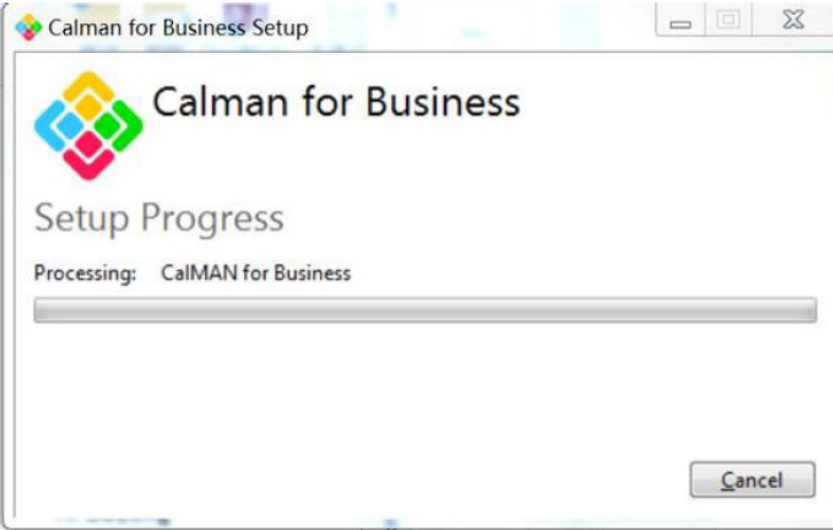 Calman for Business Setup
Calman for Business
Setup Progress
Processing: CalMAN for Business
Cancel